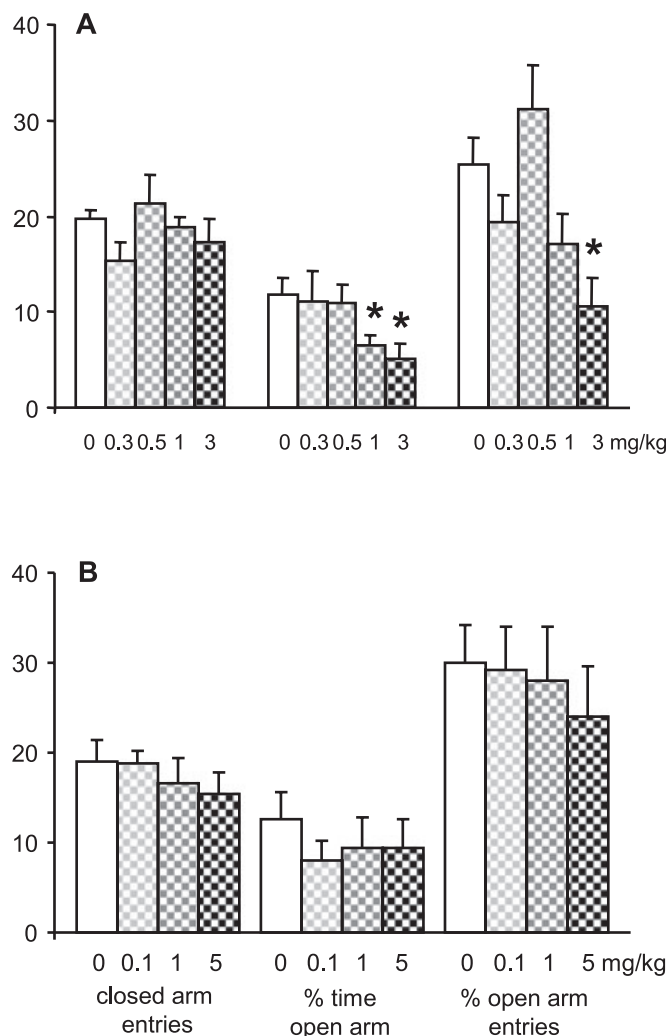 A
40
30
20
10
0
* * *
0 0.3 0.5 1 3 0 0.3 0.5 1 3 0 0.3 0.5 1 3 mg/kg
B
40
30
20
10
0
0 0.1 1 5 0 0.1 1 5 0 0.1 1 5 mg/kg
closed arm % time % open arm
entries open arm entries